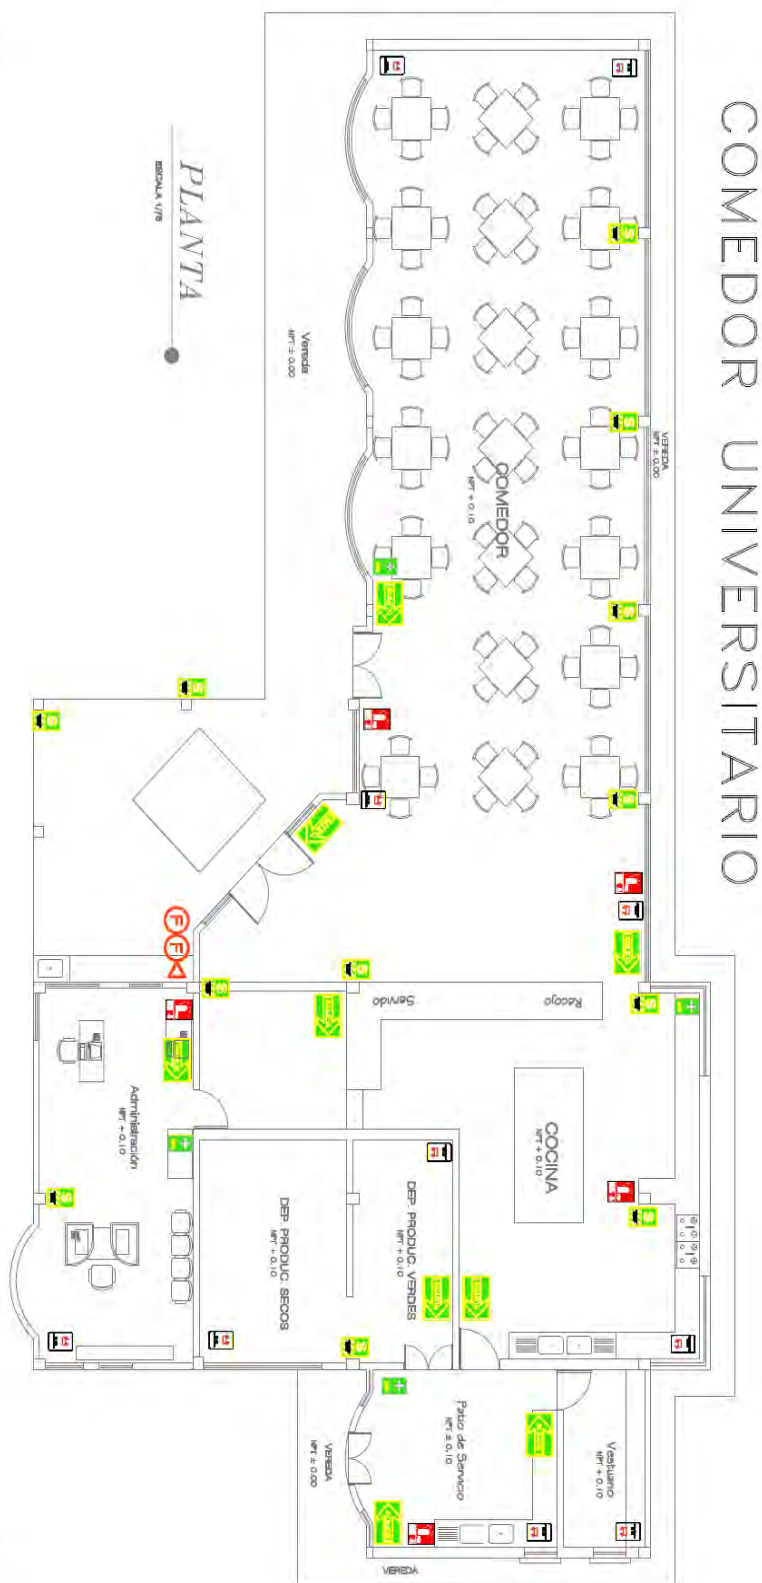 COMEDOR UNIVERSITARIO
PLANTA
ESCALA 1/75
Vereda
NPT ± 0.00
VEREDA
NPT ± 0.00
COMEDOR
NPT + 0.10
Servido
Recojo
COCINA
NPT + 0.10
Administración
NPT + 0.10
DEP. PRODUC. SECOS
NPT + 0.10
DEP. PRODUC. VERDES
NPT + 0.10
Patio de Servicio
NPT ± 0.10
Vestuario
NPT + 0.10
VEREDA
NPT ± 0.00
VEREDA
S
S
S
S
S
S
S
S
S
S
S
S
F
F